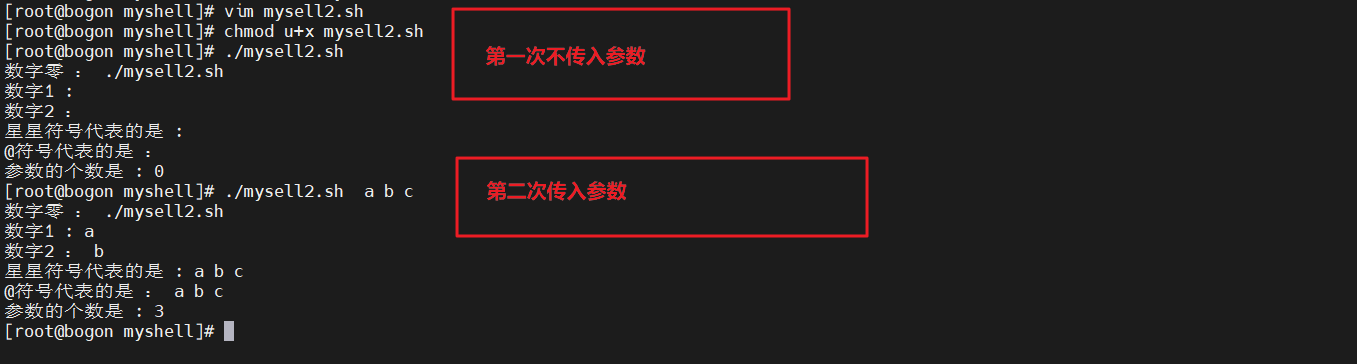 [root@bogon myshell]# vim mysell2.sh
[root@bogon myshell]# chmod u+x mysell2.sh
[root@bogon myshell]# ./mysell2.sh
第一次不传入参数
数字零 ： ./mysell2.sh
数字1 :
数字2 ：
星星符号代表的是 :
@符号代表的是 ：
参数的个数是 : 0
[root@bogon myshell]# ./mysell2.sh  a b c
第二次传入参数
数字零 ： ./mysell2.sh
数字1 : a
数字2 ： b
星星符号代表的是 : a b c
@符号代表的是 ： a b c
参数的个数是 : 3
[root@bogon myshell]#